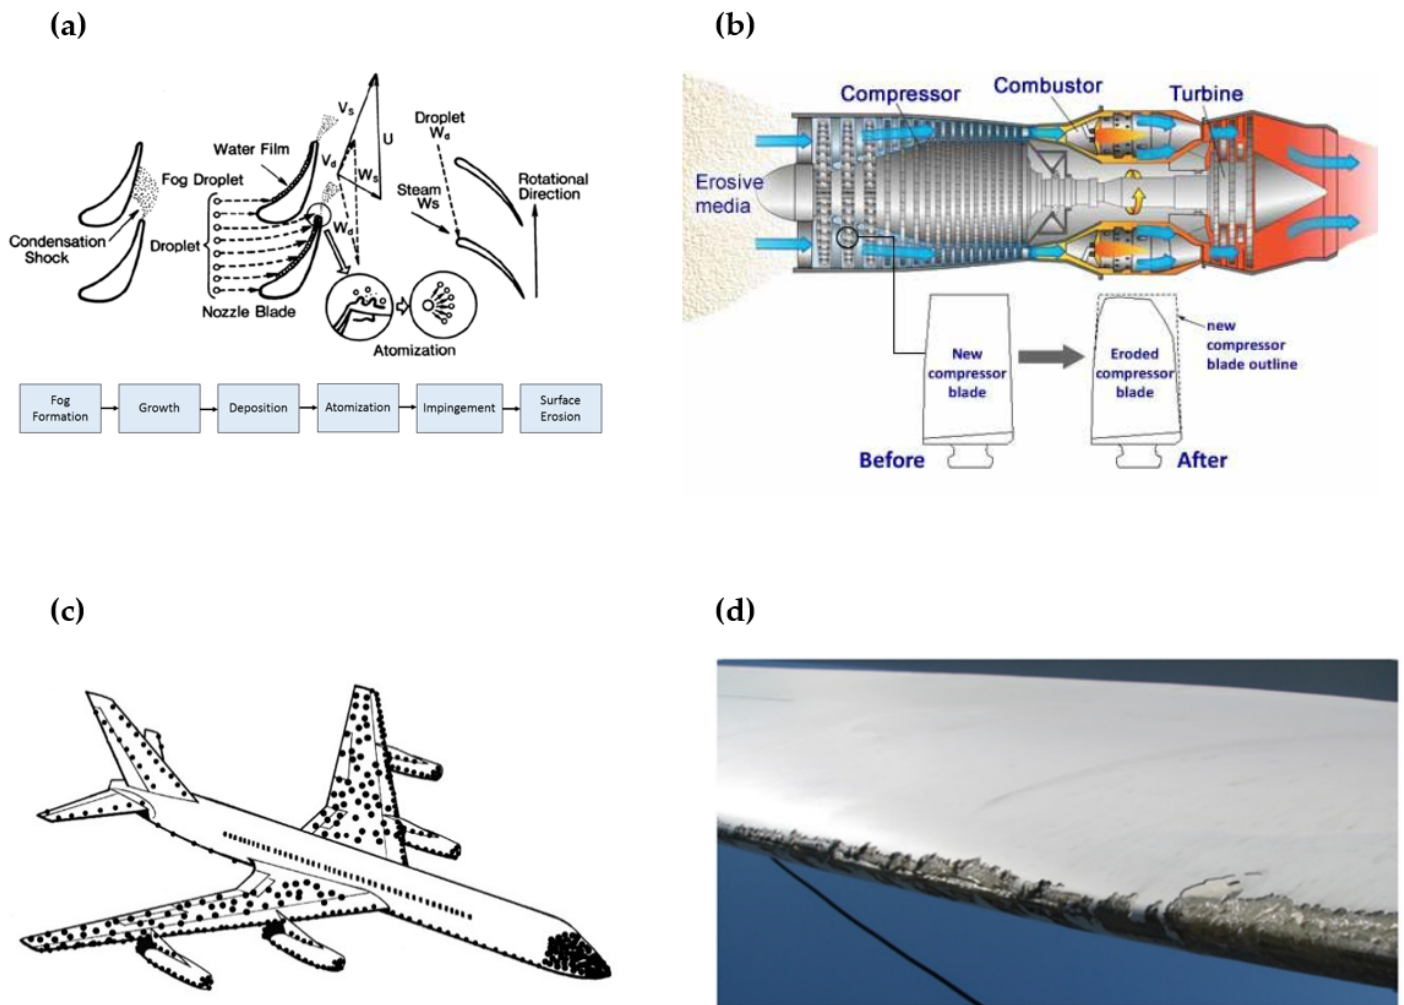 (a)
(b)
Vs
Droplet
Wd
U
Water Film
Vd
Ws
Fog Droplet
Steam
Ws
Rotational
Direction
Condensation
Shock
Droplet
Wd
Nozzle Blade
Atomization
Fog
Formation
Growth
Deposition
Atomization
Impingement
Surface
Erosion
Compressor
Combustor
Turbine
Erosive
media
New
compressor
blade
Eroded
compressor
blade
new
compressor
blade outline
Before
After
(c)
(d)